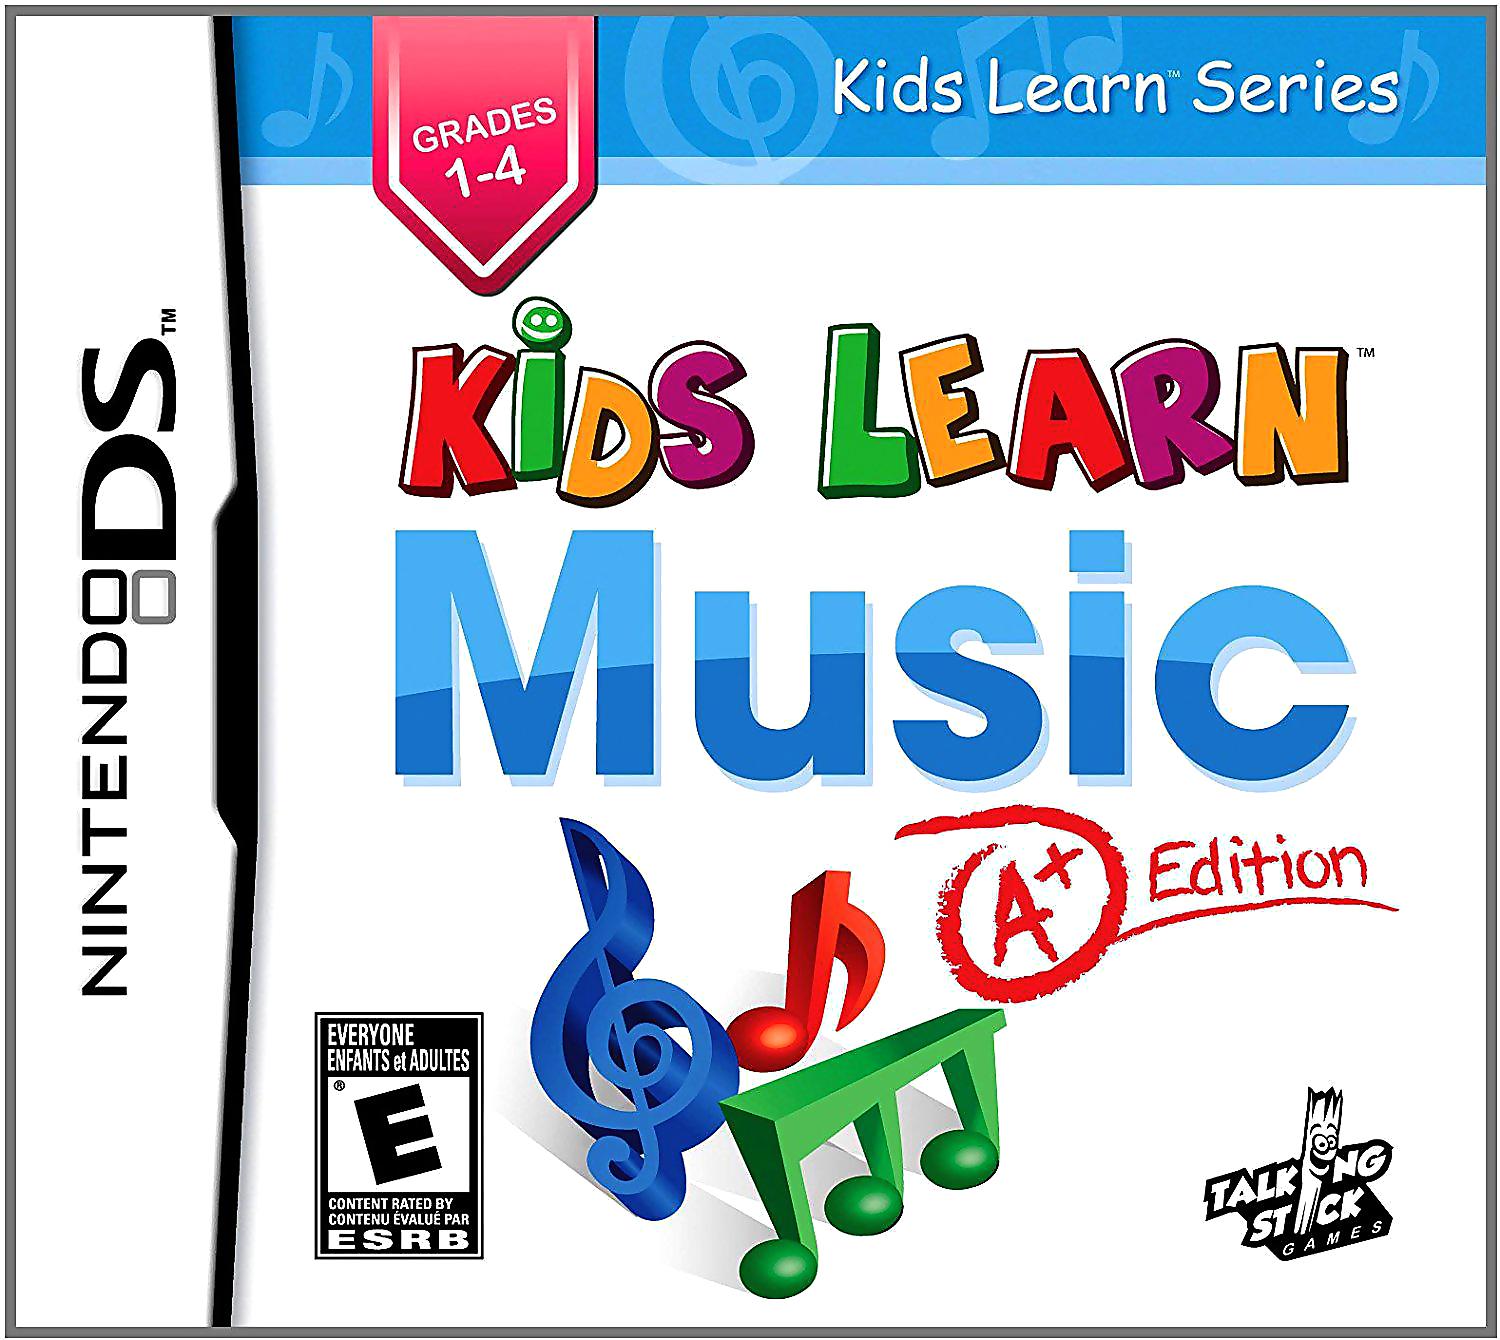 Kids Learn™ Series
GRADES
1-4
NINTENDO DS™
KiDS LEARN™
Music
A+ Edition
EVERYONE
ENFANTS et ADULTES
E®
CONTENT RATED BY
CONTENU ÉVALUÉ PAR
ESRB
TALKING
STICK
GAMES